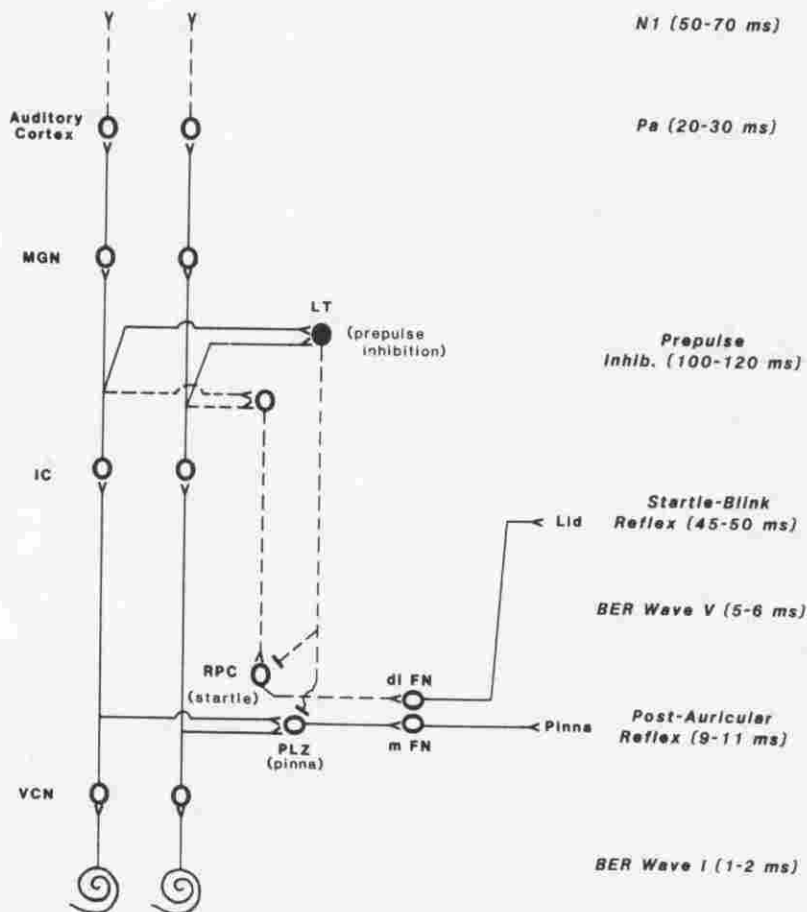 N1 (50-70 ms)
Auditory
Cortex
Pa (20-30 ms)
MGN
LT
(prepulse
inhibition)
Prepulse
Inhib. (100-120 ms)
IC
Lid
Startle-Blink
Reflex (45-50 ms)
BER Wave V (5-6 ms)
RPC
(startle)
dl FN
PLZ
(pinna)
m FN
Pinna
Post-Auricular
Reflex (9-11 ms)
VCN
BER Wave I (1-2 ms)